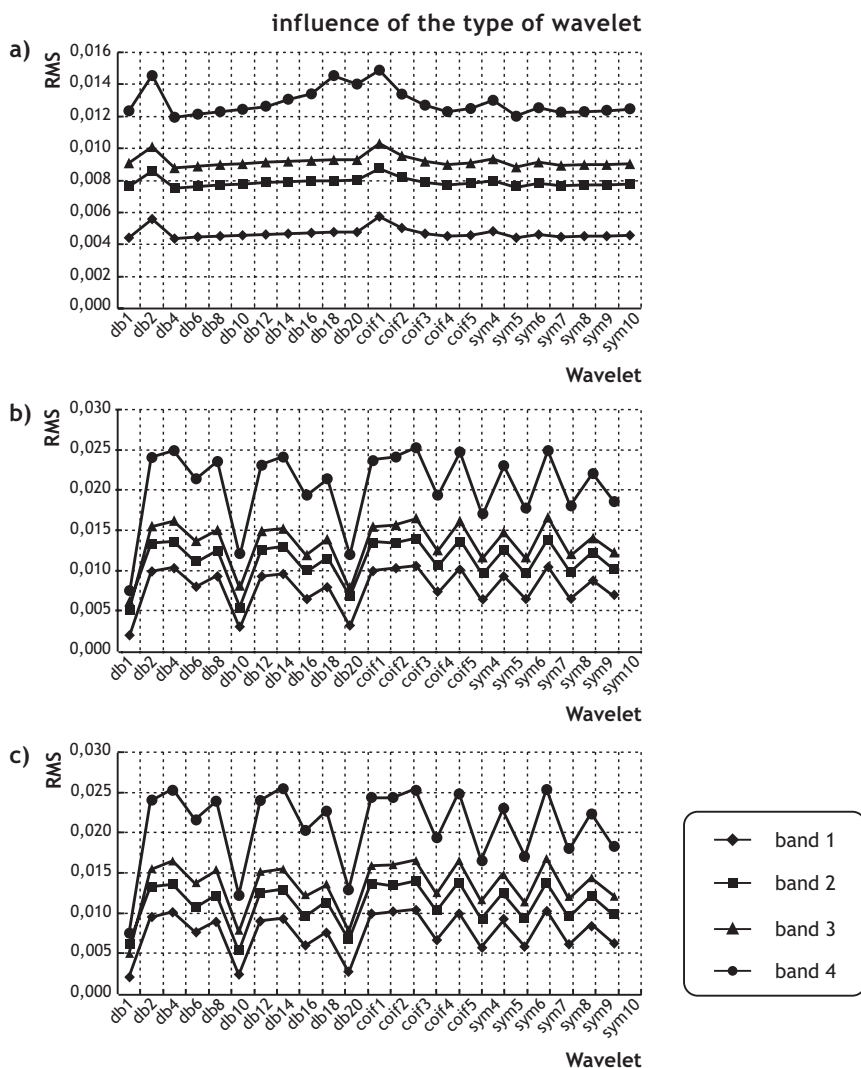 influence of the type of wavelet
a)
RMS
0,016
0,014
0,012
0,010
0,008
0,006
0,004
0,002
0,000
db1 db2 db4 db6 db8 db10 db12 db14 db16 db18 db20 coif1 coif2 coif3 coif4 coif5 sym4 sym5 sym6 sym7 sym8 sym9 sym10
Wavelet
b)
RMS
0,030
0,025
0,020
0,015
0,010
0,005
0,000
db1 db2 db4 db6 db8 db10 db12 db14 db16 db18 db20 coif1 coif2 coif3 coif4 coif5 sym4 sym5 sym6 sym7 sym8 sym9 sym10
Wavelet
c)
RMS
0,030
0,025
0,020
0,015
0,010
0,005
0,000
db1 db2 db4 db6 db8 db10 db12 db14 db16 db18 db20 coif1 coif2 coif3 coif4 coif5 sym4 sym5 sym6 sym7 sym8 sym9 sym10
Wavelet
band 1
band 2
band 3
band 4